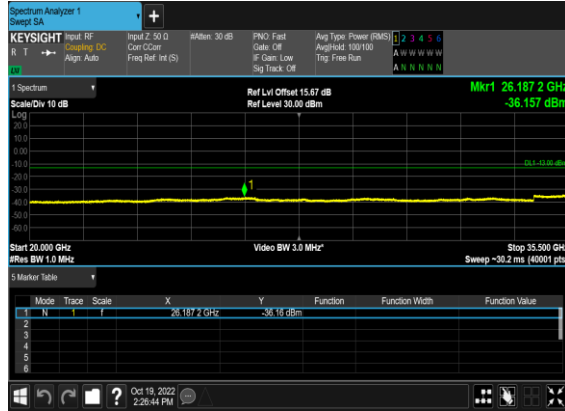 Spectrum Analyzer 1
Swept SA
+
KEYSIGHT Input: RF Input Z: 50 Ω #Atten: 30 dB PNO: Fast Avg Type: Power (RMS) 1 2 3 4 5 6
R T Coupling: DC Corr CCorr Gate: Off Avg|Hold: 100/100 A W W W W W
Align: Auto Freq Ref: Int (S) IF Gain: Low Trig: Free Run
LW Sig Track: Off A N N N N N
1 Spectrum Ref Lvl Offset 15.67 dB Mkr1 26.187 2 GHz
Scale/Div 10 dB Ref Level 30.00 dBm -36.157 dBm
Log
20.0
10.0
0.00
-10.0
DL1 -13.00 dBm
-20.0
1
-30.0
-40.0
-50.0
-60.0
Start 20.000 GHz Video BW 3.0 MHz* Stop 35.500 GHz
#Res BW 1.0 MHz Sweep ~30.2 ms (40001 pts)
5 Marker Table
Mode Trace Scale X Y Function Function Width Function Value
1 N 1 f 26.187 2 GHz -36.16 dBm
2
3
4
5
6
? Oct 19, 2022
2:26:44 PM